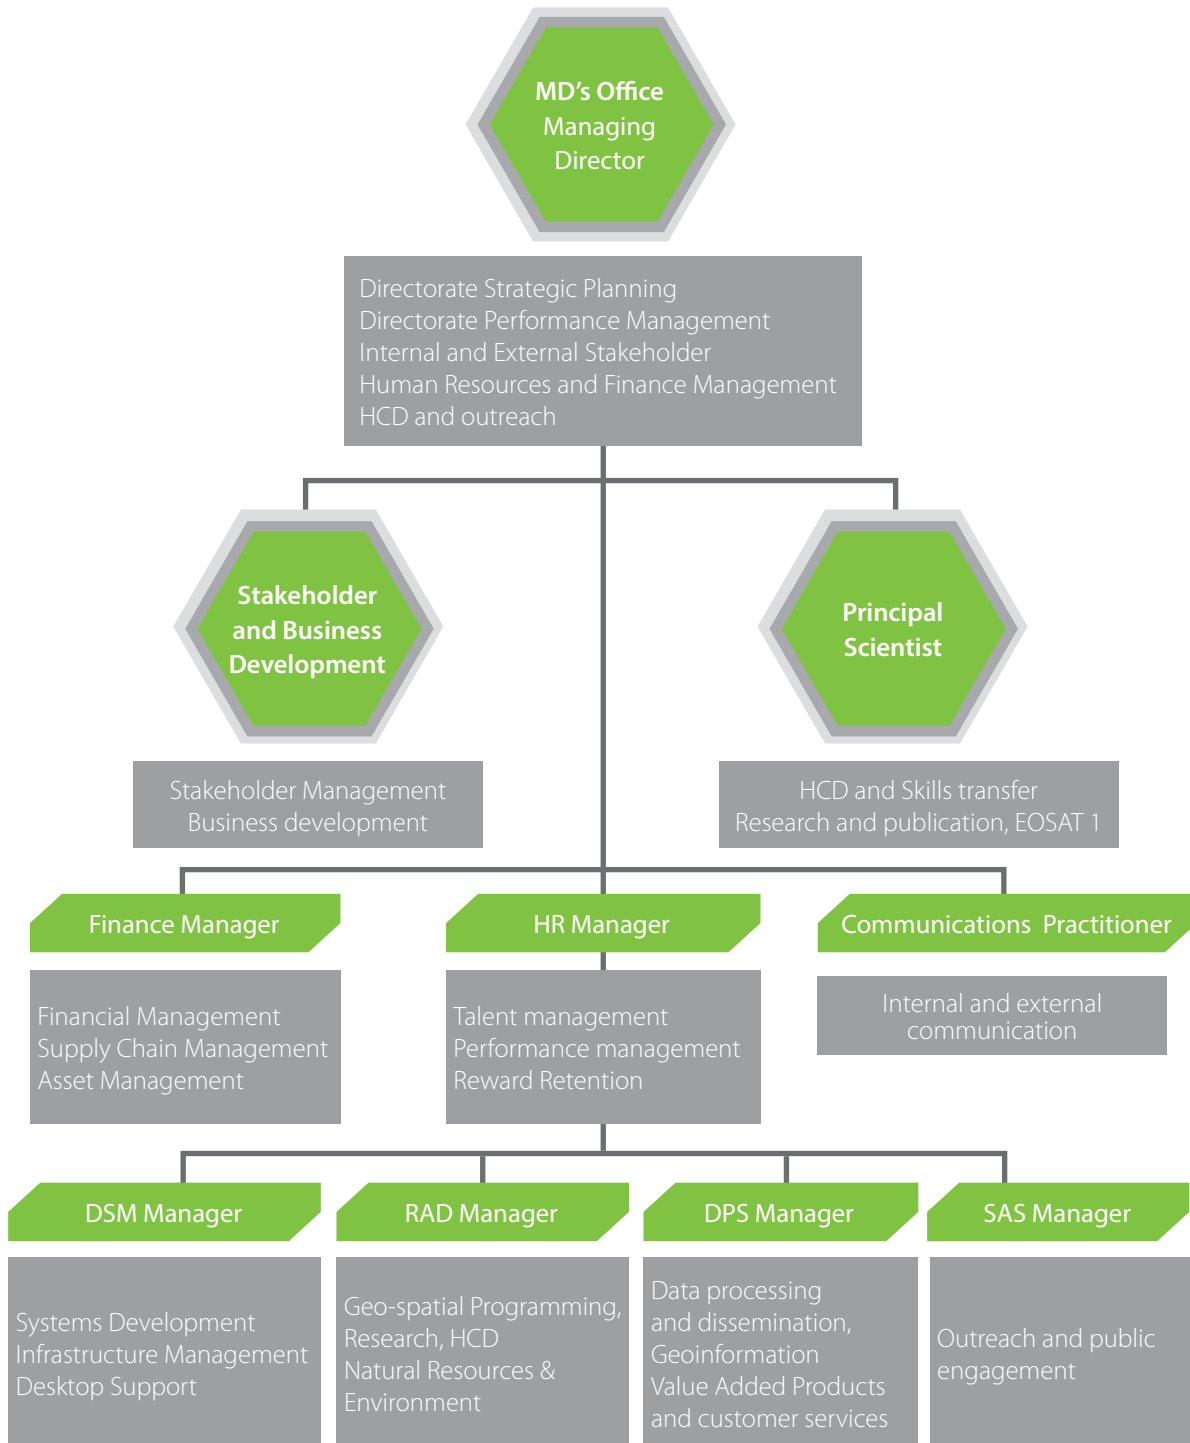 MD’s Office
Managing
Director
Directorate Strategic Planning
Directorate Performance Management
Internal and External Stakeholder
Human Resources and Finance Management
HCD and outreach
Stakeholder
and Business
Development
Principal
Scientist
Stakeholder Management
Business development
HCD and Skills transfer
Research and publication, EOSAT 1
Finance Manager
HR Manager
Communications Practitioner
Financial Management
Supply Chain Management
Asset Management
Talent management
Performance management
Reward Retention
Internal and external
communication
DSM Manager
RAD Manager
DPS Manager
SAS Manager
Systems Development
Infrastructure Management
Desktop Support
Geo-spatial Programming,
Research, HCD
Natural Resources &
Environment
Data processing
and dissemination,
Geoinformation
Value Added Products
and customer services
Outreach and public
engagement